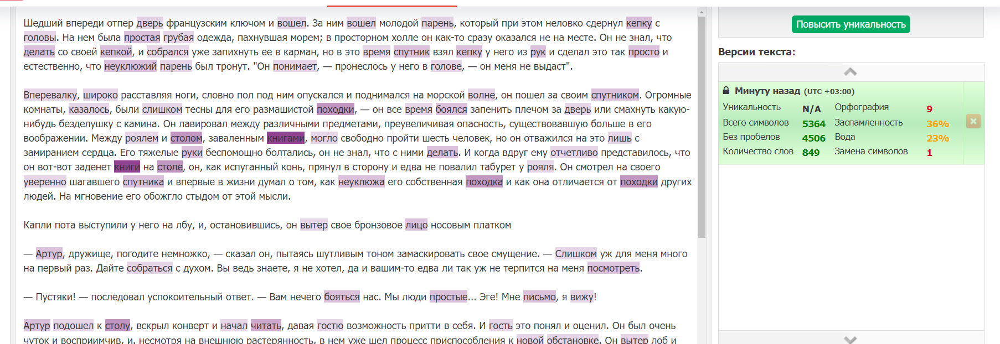 Шедший впереди отпер дверь французским ключом и вошел. За ним вошел молодой парень, который при этом неловко сдернул кепку с
головы. На нем была простая грубая одежда, пахнувшая морем; в просторном холле он как-то сразу оказался не на месте. Он не знал, что
делать со своей кепкой, и собрался уже запихнуть ее в карман, но в это время спутник взял кепку у него из рук и сделал это так просто и
естественно, что неуклюжий парень был тронут. "Он понимает, — пронеслось у него в голове, — он меня не выдаст".
Вперевалку, широко расставляя ноги, словно пол под ним опускался и поднимался на морской волне, он пошел за своим спутником. Огромные
комнаты, казалось, были слишком тесны для его размашистой походки, — он все время боялся запенить плечом за дверь или смахнуть какую-
нибудь безделушку с камина. Он лавировал между различными предметами, преувеличивая опасность, существовавшую больше в его
воображении. Между роялем и столом, заваленным книгами, могло свободно пройти шесть человек, но он отважился на это лишь с
замиранием сердца. Его тяжелые руки беспомощно болтались, он не знал, что с ними делать. И когда вдруг ему отчетливо представилось, что
он вот-вот заденет книги на столе, он, как испуганный конь, прянул в сторону и едва не повалил табурет у рояля. Он смотрел на своего
уверенно шагавшего спутника и впервые в жизни думал о том, как неуклюжа его собственная походка и как она отличается от походки других
людей. На мгновение его обожгло стыдом от этой мысли.
Капли пота выступили у него на лбу, и, остановившись, он вытер свое бронзовое лицо носовым платком
— Артур, дружище, погодите немножко, — сказал он, пытаясь шутливым тоном замаскировать свое смущение. — Слишком уж для меня много
на первый раз. Дайте собраться с духом. Вы ведь знаете, я не хотел, да и вашим-то едва ли так уж не терпится на меня посмотреть.
— Пустяки! — последовал успокоительный ответ. — Вам нечего бояться нас. Мы люди простые... Эге! Мне письмо, я вижу!
Артур подошел к столу, вскрыл конверт и начал читать, давая гостю возможность притти в себя. И гость это понял и оценил. Он был очень
чуток и восприимчив, и, несмотря на внешнюю растерянность, в нем уже шел процесс приспособления к новой обстановке. Он вытер лоб и
Повысить уникальность
Версии текста:
Минуту назад (UTC +03:00)
Уникальность N/A Орфография 9
Всего символов 5364 Заспамленность 36%
Без пробелов 4506 Вода 23%
Количество слов 849 Замена символов 1